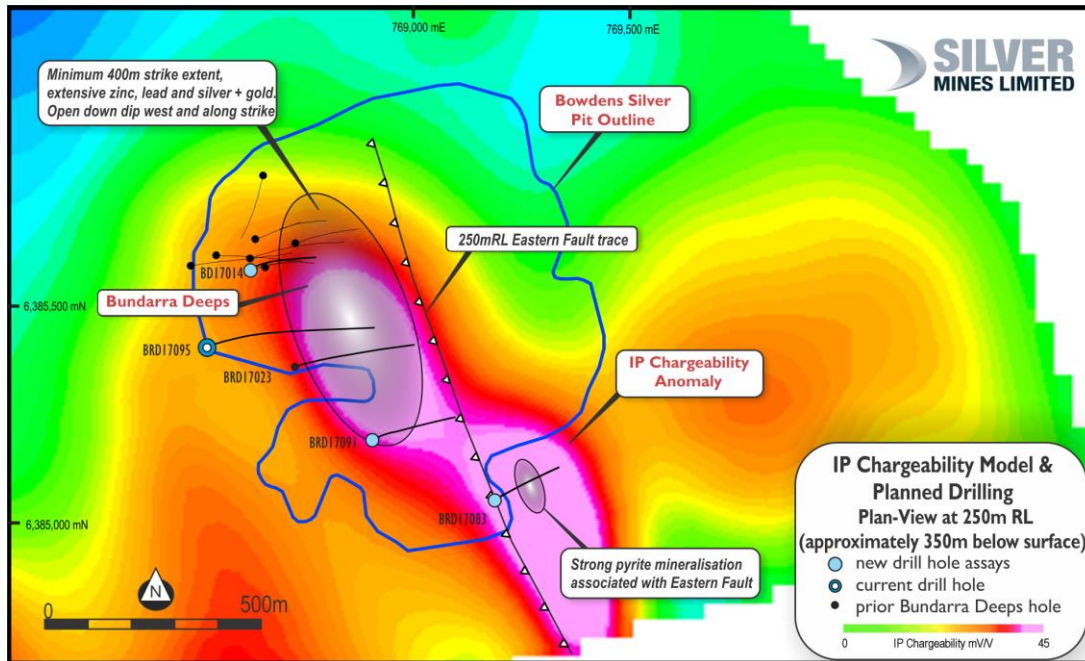 769,000 mE
769,500 mE
SILVER
MINES LIMITED
Minimum 400m strike extent,
extensive zinc, lead and silver + gold.
Open down dip west and along strike
Bowdens Silver
Pit Outline
250mRL Eastern Fault trace
BD17014
Bundarra Deeps
6,385,500 mN
BRD17095
BRD17023
IP Chargeability
Anomaly
BRD17091
BRD17083
6,385,000 mN
Strong pyrite mineralisation
associated with Eastern Fault
N
0
500m
IP Chargeability Model &
Planned Drilling
Plan-View at 250m RL
(approximately 350m below surface)
new drill hole assays
current drill hole
prior Bundarra Deeps hole
0 IP Chargeability mV/V 45